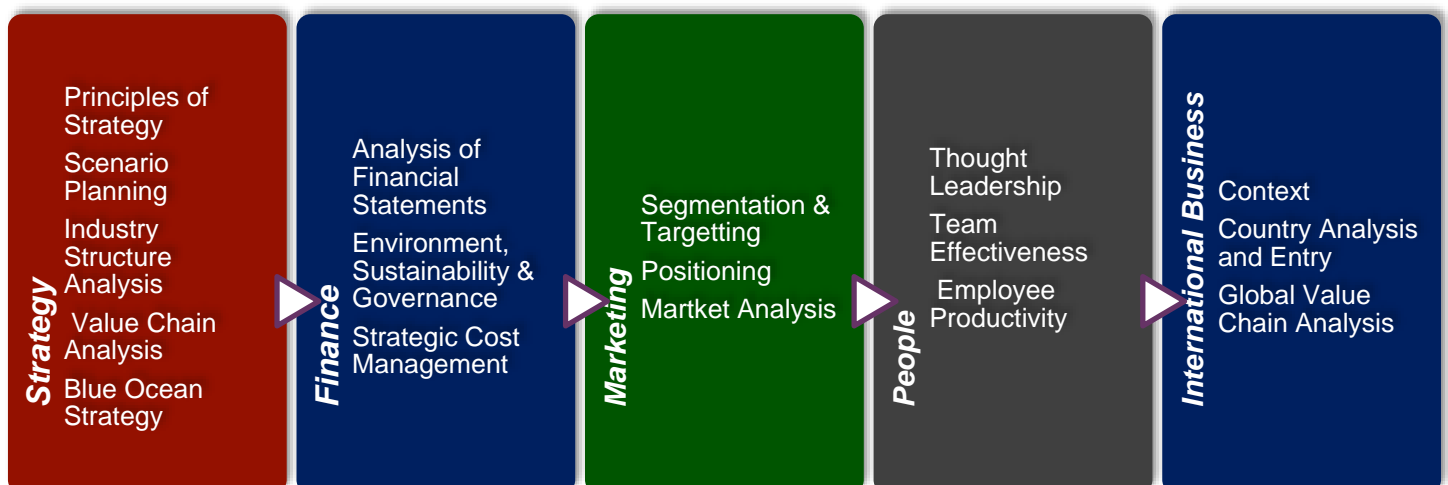 Strategy
Principles of
Strategy
Scenario
Planning
Industry
Structure
Analysis
Value Chain
Analysis
Blue Ocean
Strategy
Finance
Analysis of
Financial
Statements
Environment,
Sustainability &
Governance
Strategic Cost
Management
Marketing
Segmentation &
Targetting
Positioning
Martket Analysis
People
Thought
Leadership
Team
Effectiveness
Employee
Productivity
International Business
Context
Country Analysis
and Entry
Global Value
Chain Analysis